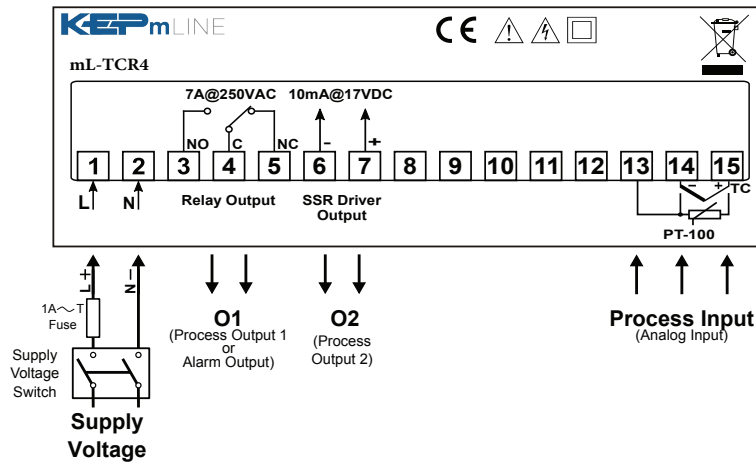 KEPmLINE
CE
mL-TCR4
7A@250VAC 10mA@17VDC
NO C NC - +
1 2 3 4 5 6 7 8 9 10 11 12 13 14 15
- + TC
L N Relay Output SSR Driver
Output
PT-100
L + N -
1A~T
Fuse
Supply
Voltage
Switch
Supply
Voltage
O1
(Process Output 1
or
Alarm Output)
O2
(Process
Output 2)
Process Input
(Analog Input)